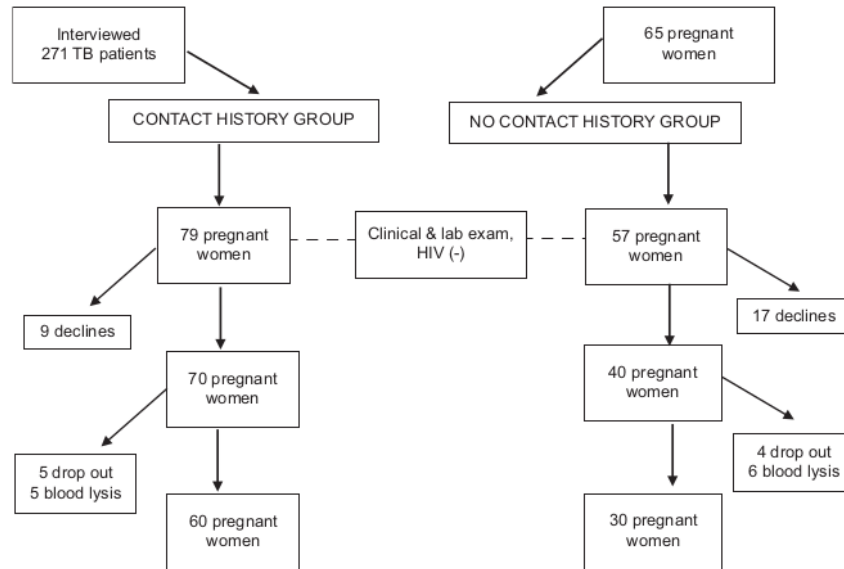 Interviewed
271 TB patients
65 pregnant
women
CONTACT HISTORY GROUP
NO CONTACT HISTORY GROUP
79 pregnant
women
Clinical & lab exam,
HIV (-)
57 pregnant
women
9 declines
17 declines
70 pregnant
women
40 pregnant
women
5 drop out
5 blood lysis
4 drop out
6 blood lysis
60 pregnant
women
30 pregnant
women